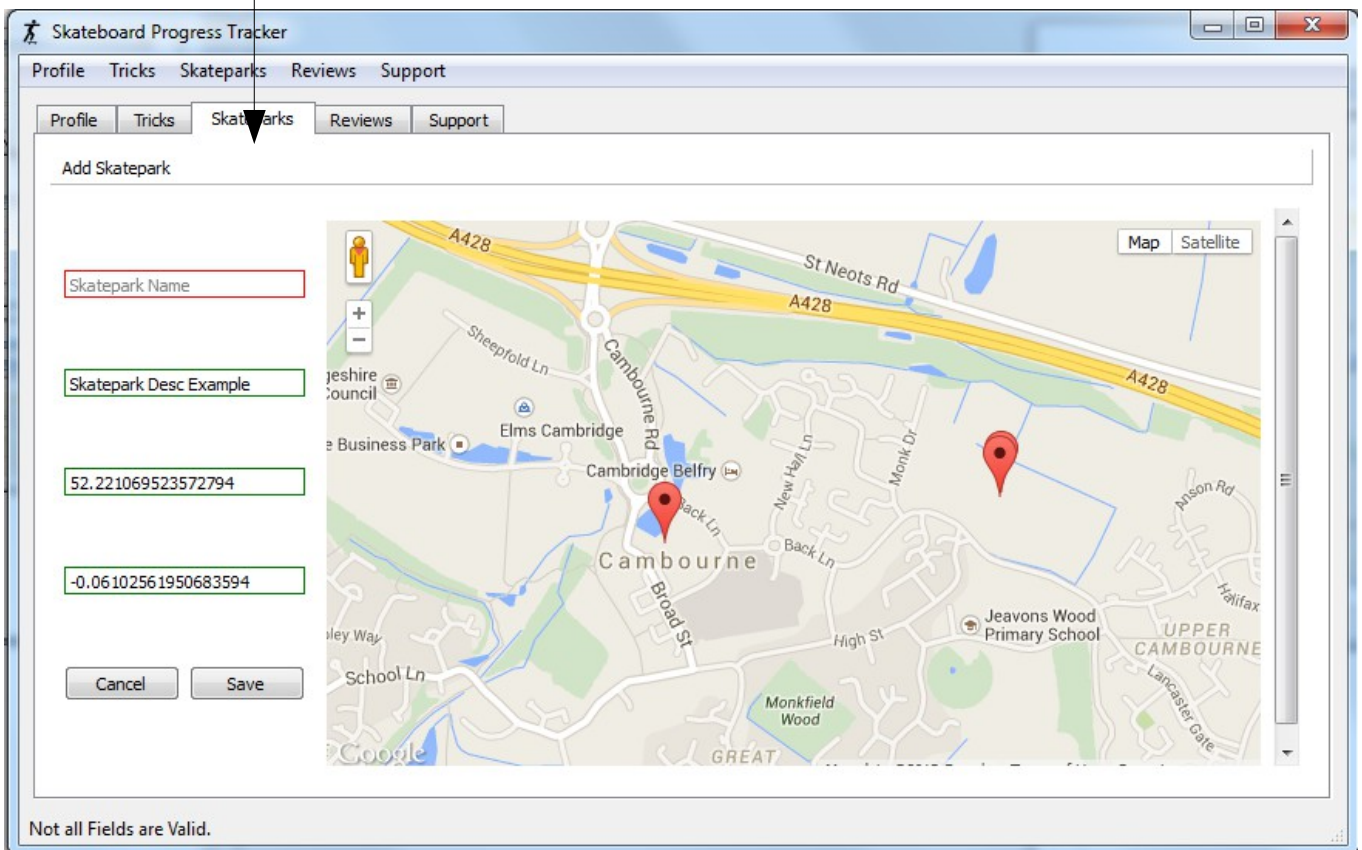 Skateboard Progress Tracker
Profile Tricks Skateparks Reviews Support
Profile Tricks Skateparks Reviews Support
Add Skatepark
Skatepark Name
Skatepark Desc Example
52.221069523572794
-0.06102561950683594
Cancel Save
Map Satellite
A428
St Neots Rd
A428
A428
Sheepfold Ln
Cambourne Rd
geshire
Council
Elms Cambridge
e Business Park
Cambridge Belfry
New Hall Ln
Monk Dr
Anson Rd
Back Ln
Back Ln
Cambourne
Broad St
High St
Jeavons Wood
Primary School
UPPER
CAMBOURNE
Halifax
Lancaster Gate
ley Way
School Ln
Monkfield
Wood
GREAT
Google
Not all Fields are Valid.